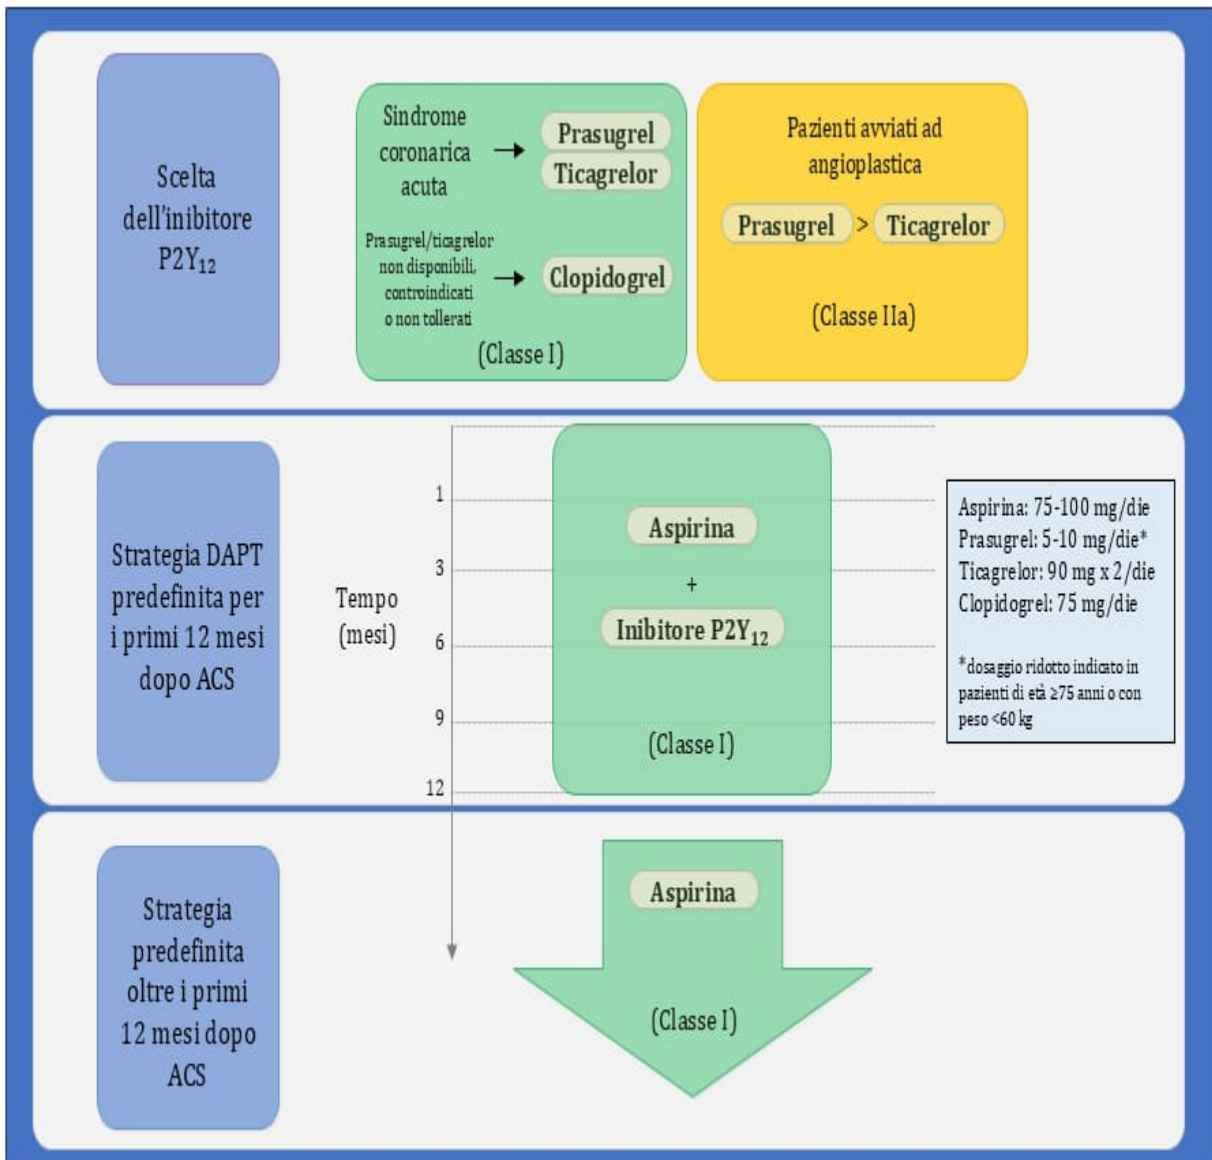 Scelta
dell'inibitore
P2Y₁₂
Sindrome
coronarica
acuta
→
Prasugrel
Ticagrelor
Prasugrel/ticagrelor
non disponibili,
controindicati
o non tollerati
→
Clopidogrel
(Classe I)
Pazienti avviati ad
angioplastica
Prasugrel > Ticagrelor
(Classe IIa)
Strategia DAPT
predefinita per
i primi 12 mesi
dopo ACS
Tempo
(mesi)
1
3
6
9
12
Aspirina
+
Inibitore P2Y₁₂
(Classe I)
Aspirina: 75-100 mg/die
Prasugrel: 5-10 mg/die*
Ticagrelor: 90 mg x 2/die
Clopidogrel: 75 mg/die
*dosaggio ridotto indicato in
pazienti di età ≥75 anni o con
peso <60 kg
Strategia
predefinita
oltre i primi
12 mesi dopo
ACS
Aspirina
(Classe I)